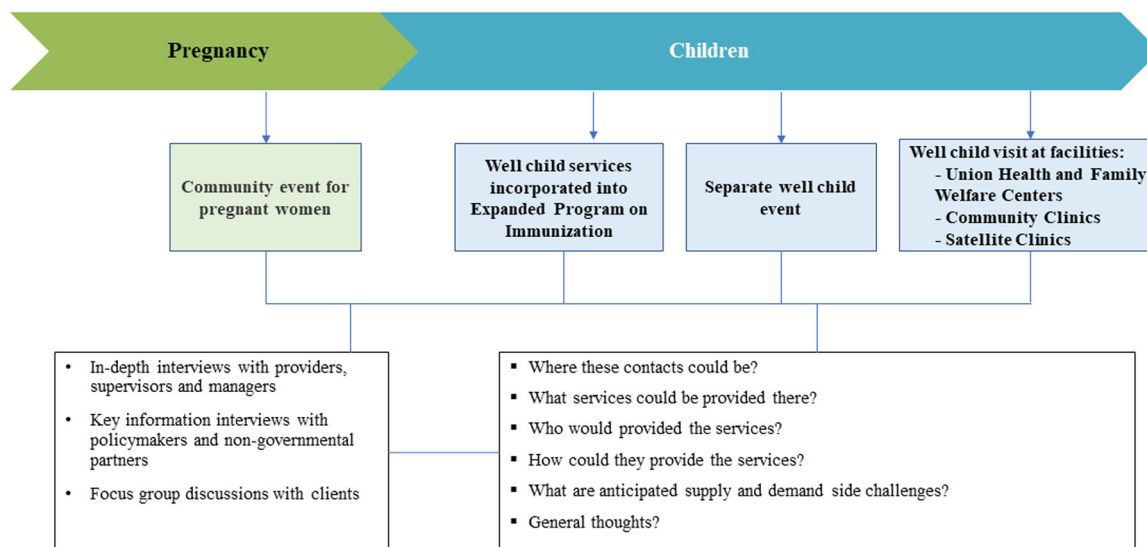 Pregnancy
Children
Community event for
pregnant women
Well child services
incorporated into
Expanded Program on
Immunization
Separate well child
event
Well child visit at facilities:
- Union Health and Family
Welfare Centers
- Community Clinics
- Satellite Clinics
• In-depth interviews with providers,
supervisors and managers
• Key information interviews with
policymakers and non-governmental
partners
• Focus group discussions with clients
▪ Where these contacts could be?
▪ What services could be provided there?
▪ Who would provided the services?
▪ How could they provide the services?
▪ What are anticipated supply and demand side challenges?
▪ General thoughts?